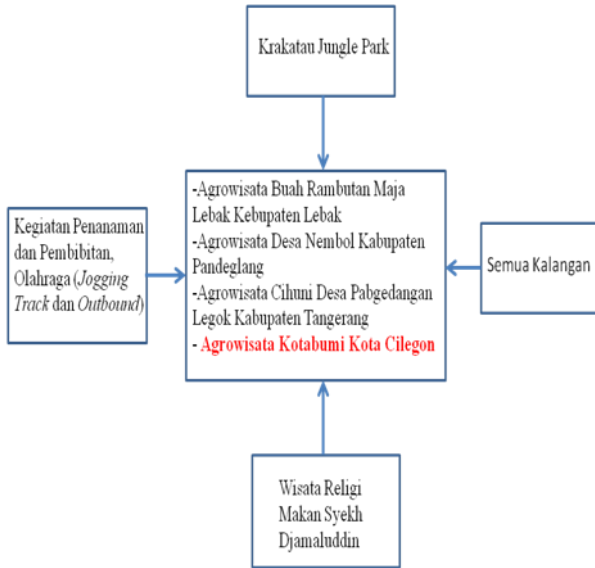 Krakatau Jungle Park
-Agrowisata Buah Rambutan Maja
Lebak Kebupaten Lebak
-Agrowisata Desa Nembol Kabupaten
Pandeglang
-Agrowisata Cihuni Desa Pabgedangan
Legok Kabupaten Tangerang
- Agrowisata Kotabumi Kota Cilegon
Kegiatan Penanaman
dan Pembibitan,
Olahraga (Jogging
Track dan Outbound)
Semua Kalangan
Wisata Religi
Makan Syekh
Djamaluddin